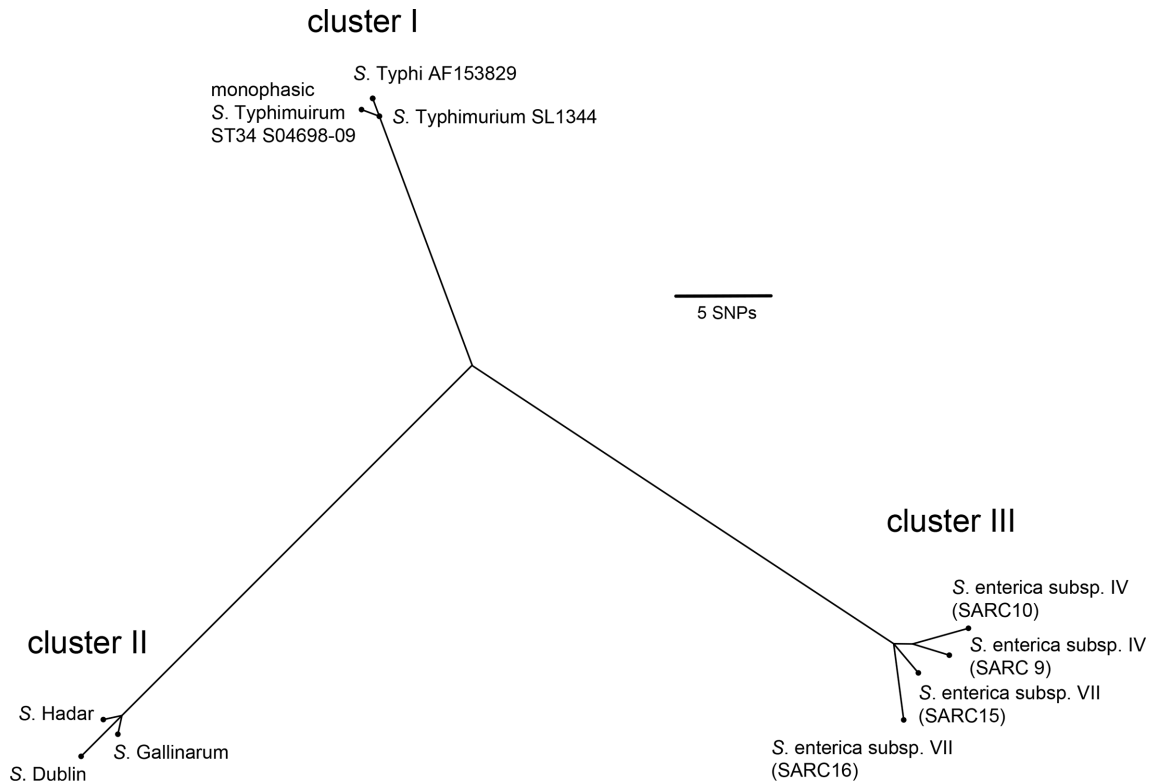 cluster I
S. Typhi AF153829
monophasic
S. Typhimuirum
ST34 S04698-09
S. Typhimurium SL1344
5 SNPs
cluster III
S. enterica subsp. IV
(SARC10)
S. enterica subsp. IV
(SARC 9)
S. enterica subsp. VII
(SARC15)
S. enterica subsp. VII
(SARC16)
cluster II
S. Hadar
S. Gallinarum
S. Dublin